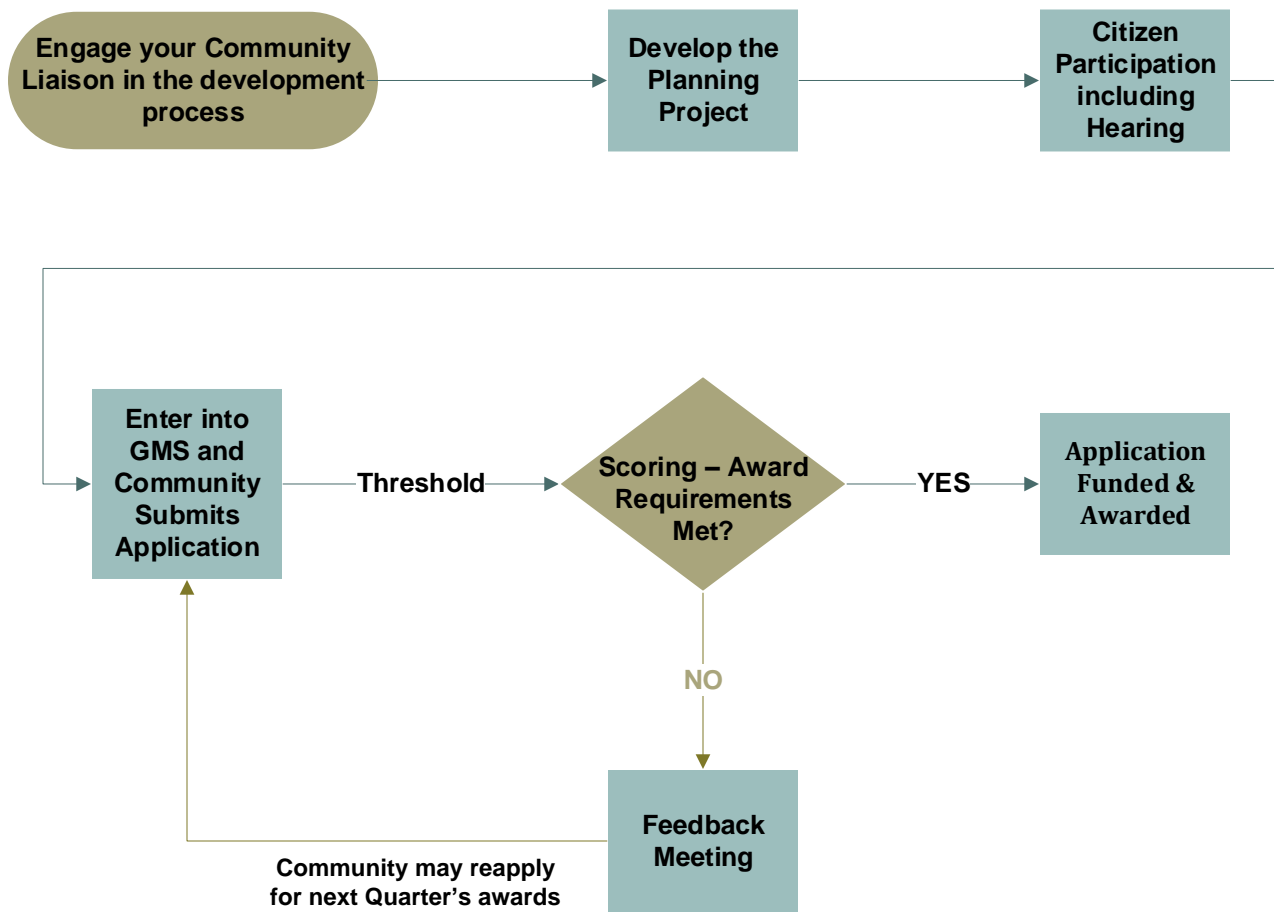 Engage your Community
Liaison in the development
process
Develop the
Planning
Project
Citizen
Participation
including
Hearing
Enter into
GMS and
Community
Submits
Application
Threshold
Scoring – Award
Requirements
Met?
YES
Application
Funded &
Awarded
NO
Feedback
Meeting
Community may reapply
for next Quarter's awards